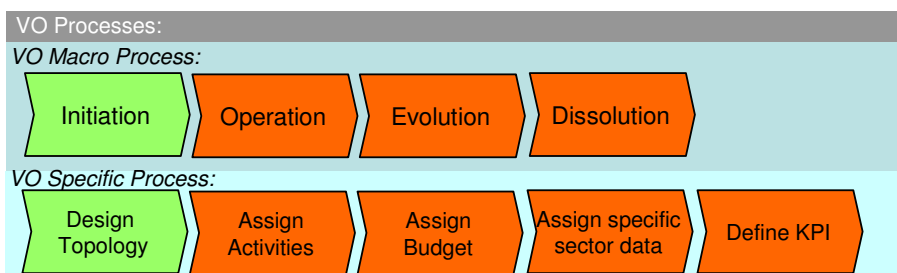 VO Processes:
VO Macro Process:
Initiation
Operation
Evolution
Dissolution
VO Specific Process:
Design
Topology
Assign
Activities
Assign
Budget
Assign specific
sector data
Define KPI